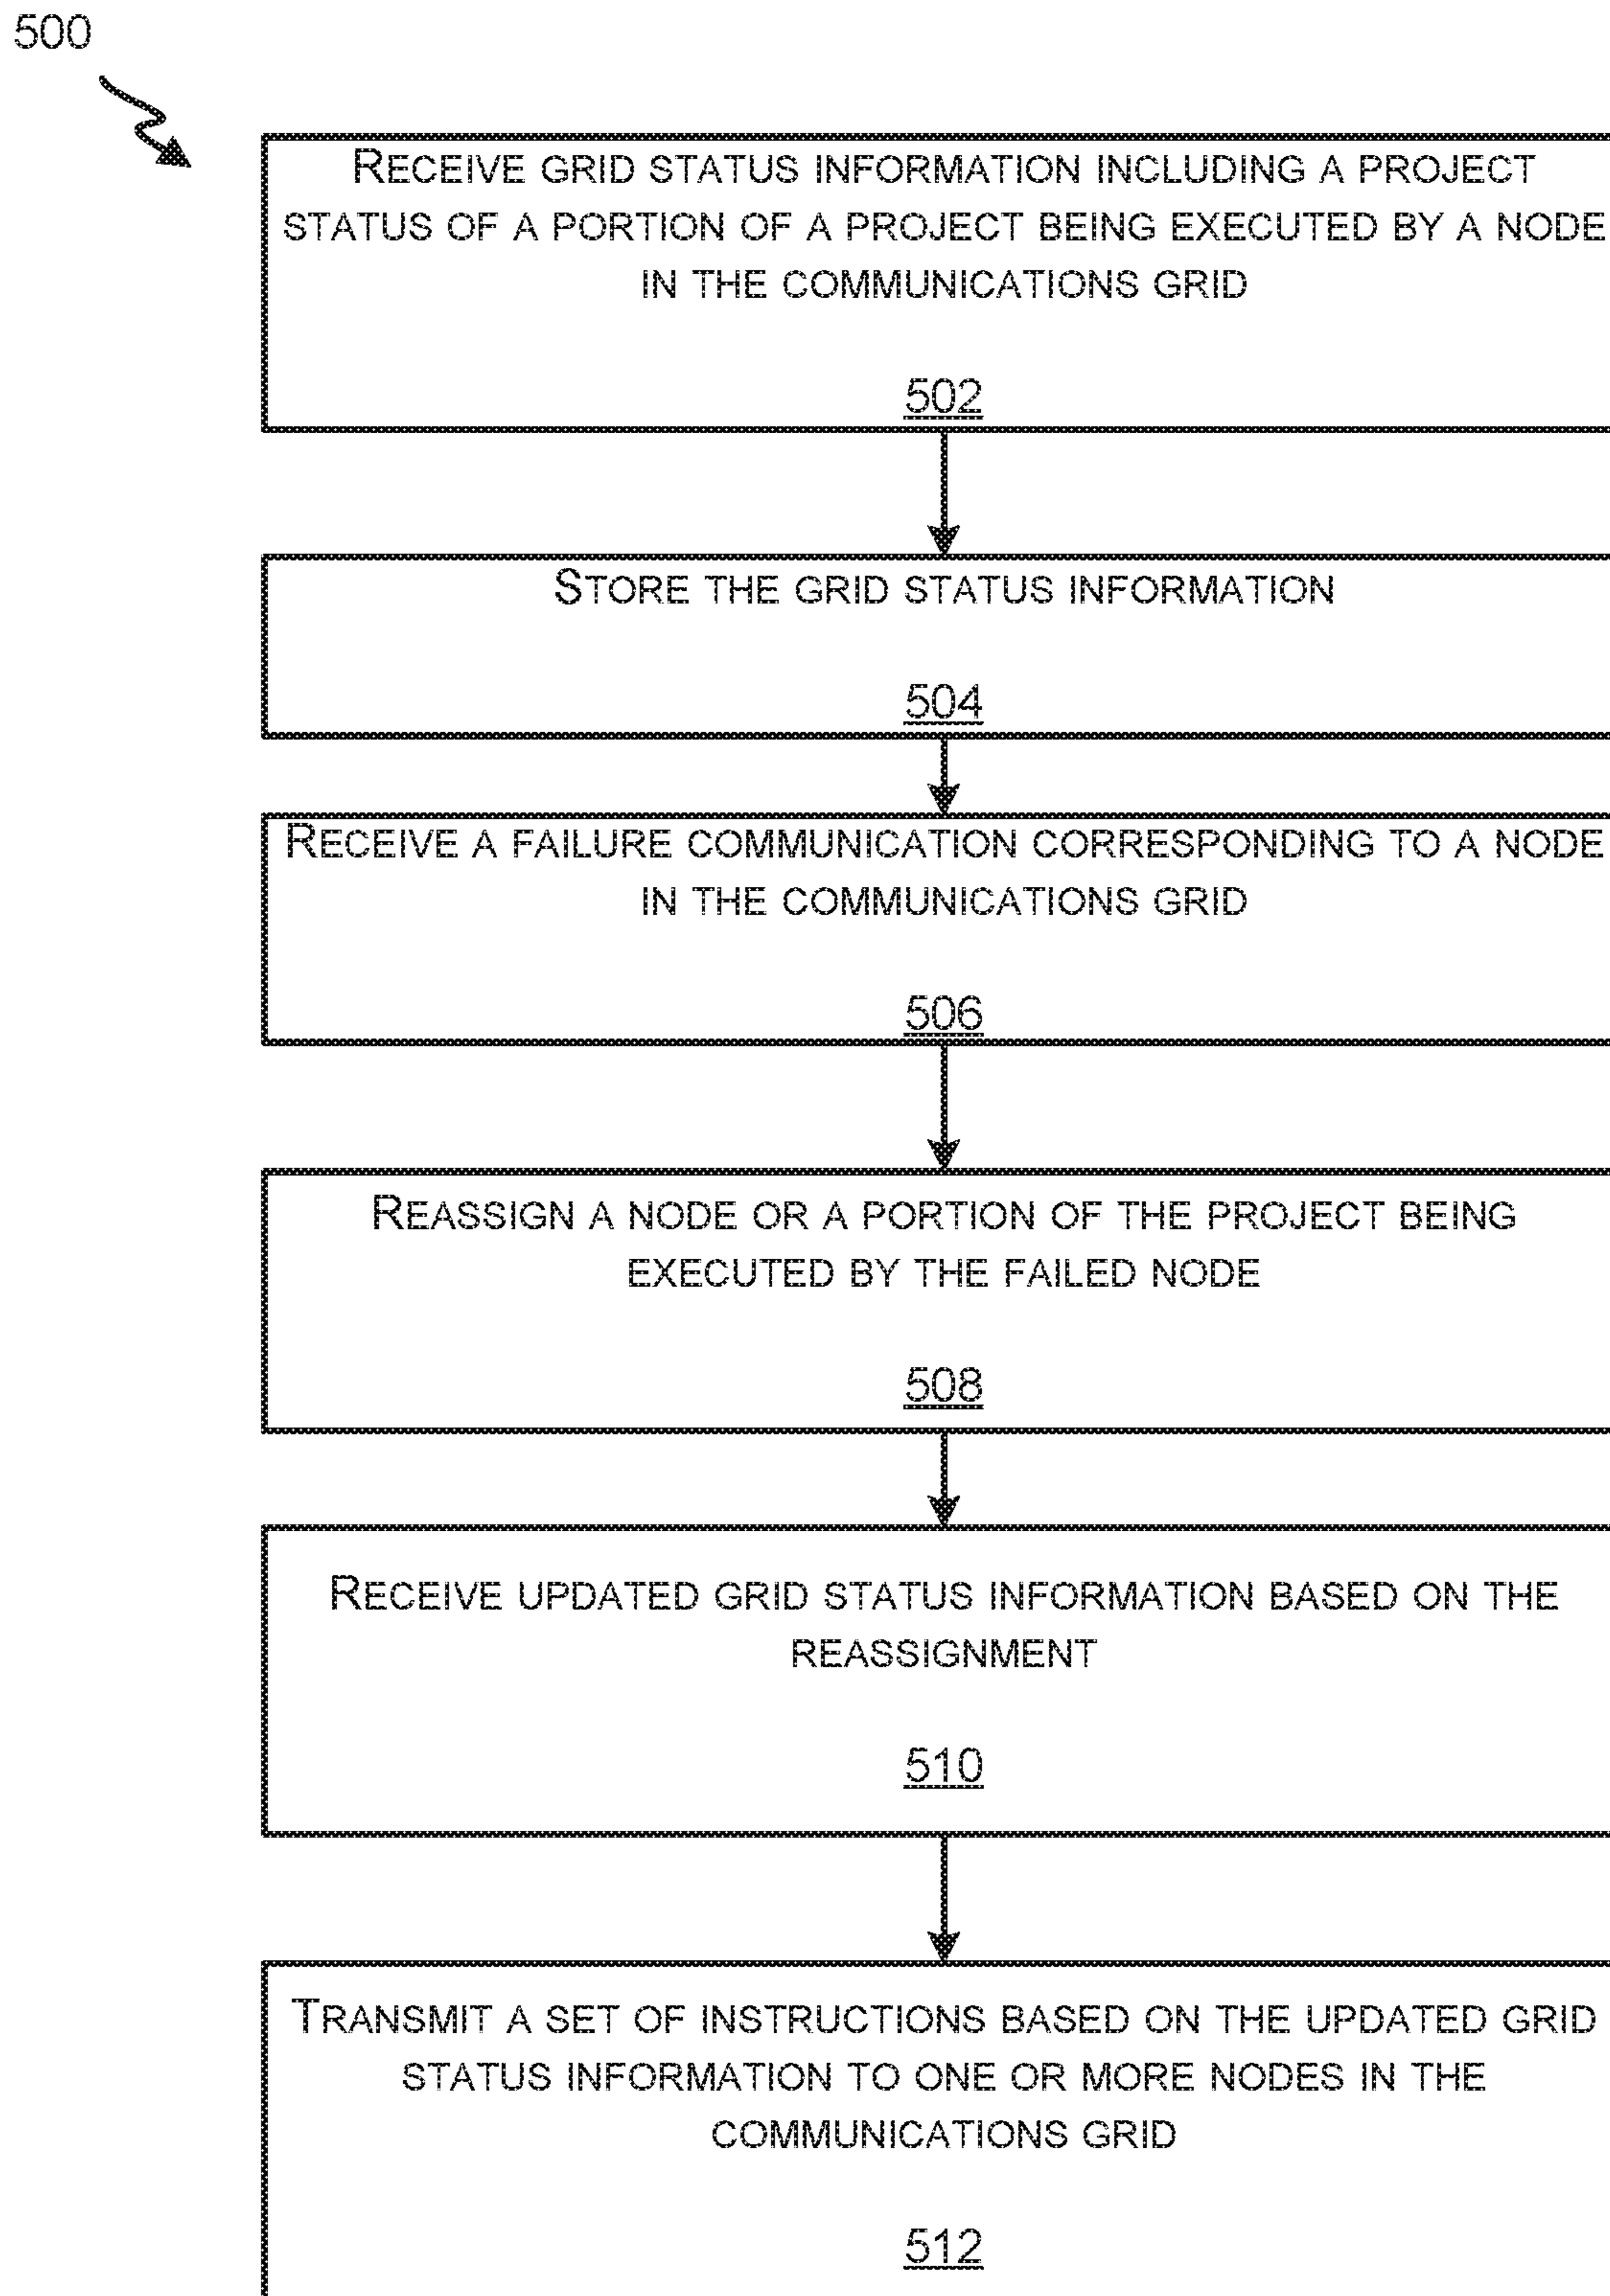 500
RECEIVE GRID STATUS INFORMATION INCLUDING A PROJECT
STATUS OF A PORTION OF A PROJECT BEING EXECUTED BY A NODE
IN THE COMMUNICATIONS GRID
502
STORE THE GRID STATUS INFORMATION
504
RECEIVE A FAILURE COMMUNICATION CORRESPONDING TO A NODE
IN THE COMMUNICATIONS GRID
506
REASSIGN A NODE OR A PORTION OF THE PROJECT BEING
EXECUTED BY THE FAILED NODE
508
RECEIVE UPDATED GRID STATUS INFORMATION BASED ON THE
REASSIGNMENT
510
TRANSMIT A SET OF INSTRUCTIONS BASED ON THE UPDATED GRID
STATUS INFORMATION TO ONE OR MORE NODES IN THE
COMMUNICATIONS GRID
512